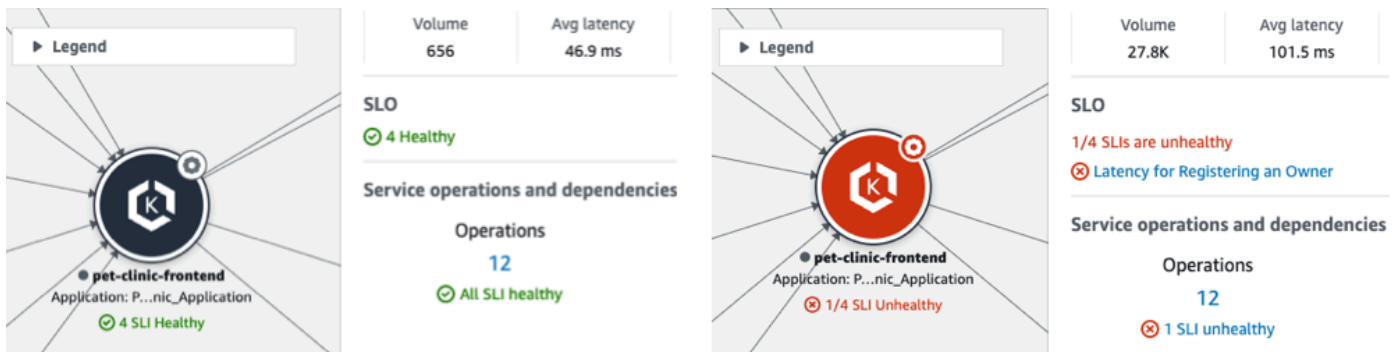 Legend
K
pet-clinic-frontend
Application: P...nic_Application
4 SLI Healthy
Volume
656
Avg latency
46.9 ms
SLO
4 Healthy
Service operations and dependencies
Operations
12
All SLI healthy
Legend
K
pet-clinic-frontend
Application: P...nic_Application
1/4 SLI Unhealthy
Volume
27.8K
Avg latency
101.5 ms
SLO
1/4 SLIs are unhealthy
Latency for Registering an Owner
Service operations and dependencies
Operations
12
1 SLI unhealthy